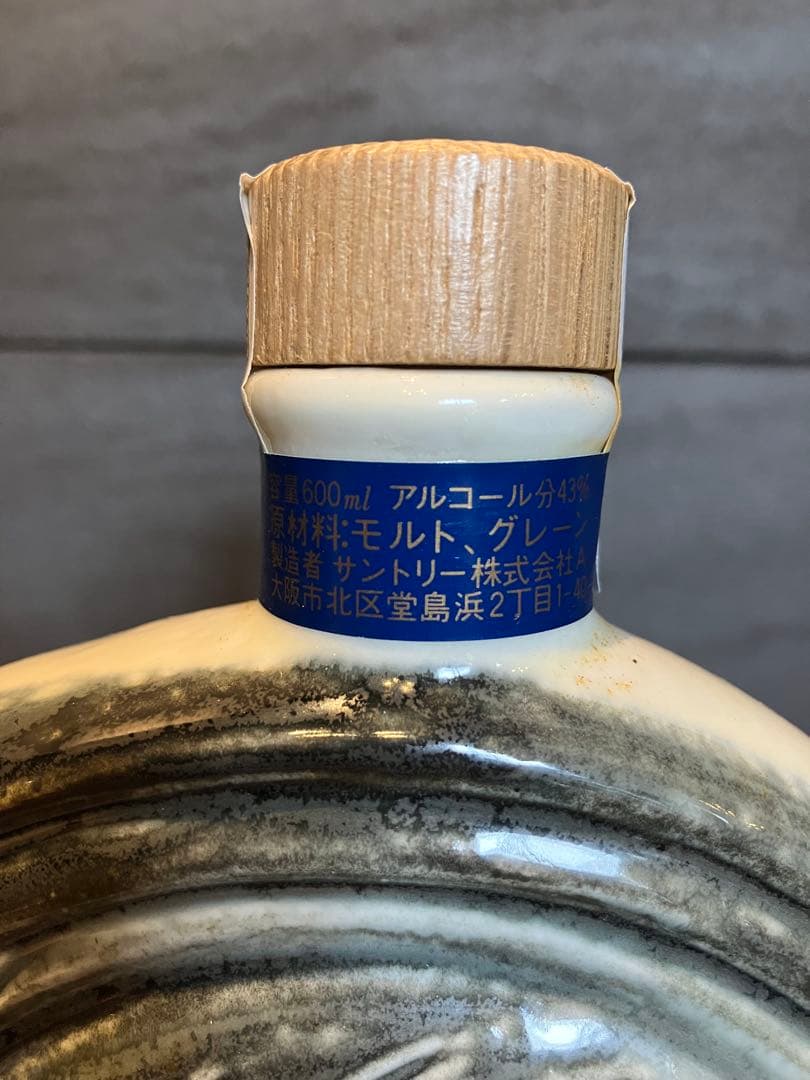 容量600ml アルコール分43%
原材料:モルト、グレーン
製造者 サントリー株式会社A
大阪市北区堂島浜2丁目1-40